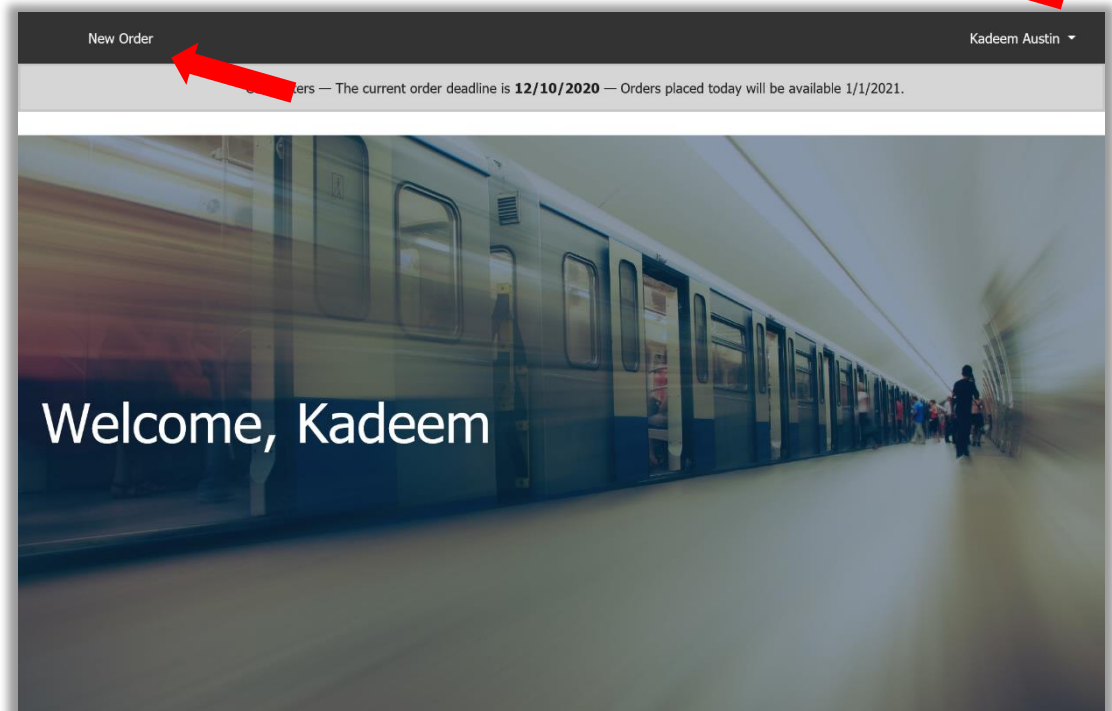 New Order
Kadeem Austin
— The current order deadline is 12/10/2020 — Orders placed today will be available 1/1/2021.
Welcome, Kadeem